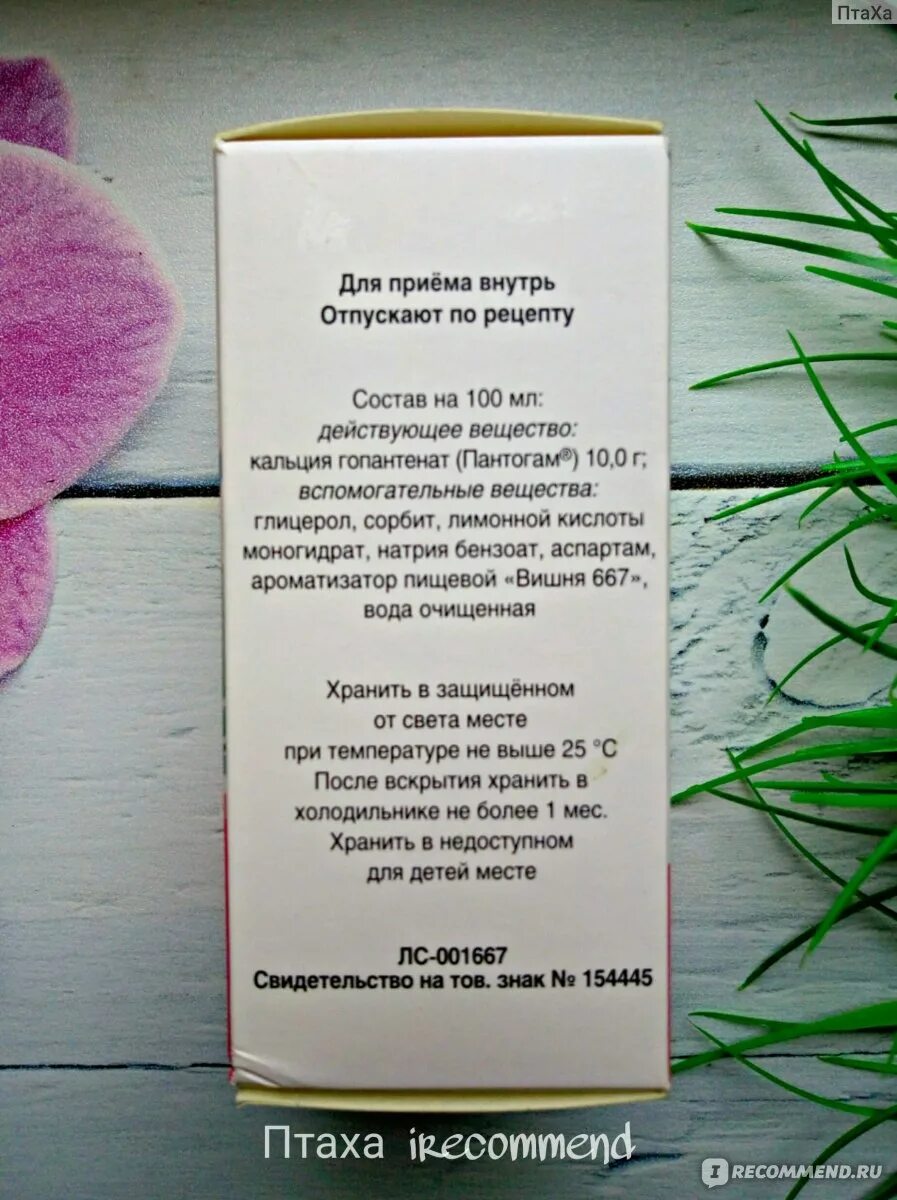 ПтаХа
Для приёма внутрь
Отпускают по рецепту
Состав на 100 мл:
действующее вещество:
кальция гопантенат (Пантогам®) 10,0 г;
вспомогательные вещества:
глицерол, сорбит, лимонной кислоты
моногидрат, натрия бензоат, аспартам,
ароматизатор пищевой «Вишня 667»,
вода очищенная
Хранить в защищённом
от света месте
при температуре не выше 25 °С
После вскрытия хранить в
холодильнике не более 1 мес.
Хранить в недоступном
для детей месте
ЛС-001667
Свидетельство на тов. знак № 154445
Птаха irecommend
IRECOMMEND.RU